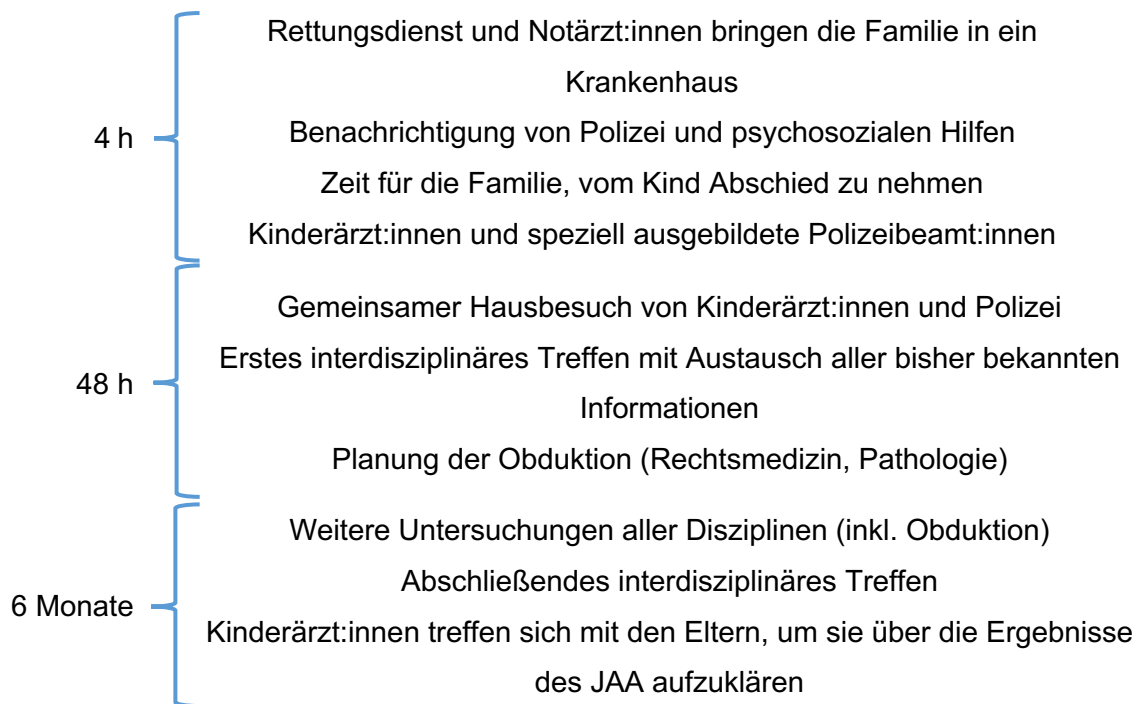 Rettungsdienst und Notärzt:innen bringen die Familie in ein
Krankenhaus
4 h
Benachrichtigung von Polizei und psychosozialen Hilfen
Zeit für die Familie, vom Kind Abschied zu nehmen
Kinderärzt:innen und speziell ausgebildete Polizeibeamt:innen
Gemeinsamer Hausbesuch von Kinderärzt:innen und Polizei
Erstes interdisziplinäres Treffen mit Austausch aller bisher bekannten
48 h
Informationen
Planung der Obduktion (Rechtsmedizin, Pathologie)
Weitere Untersuchungen aller Disziplinen (inkl. Obduktion)
Abschließendes interdisziplinäres Treffen
6 Monate
Kinderärzt:innen treffen sich mit den Eltern, um sie über die Ergebnisse
des JAA aufzuklären